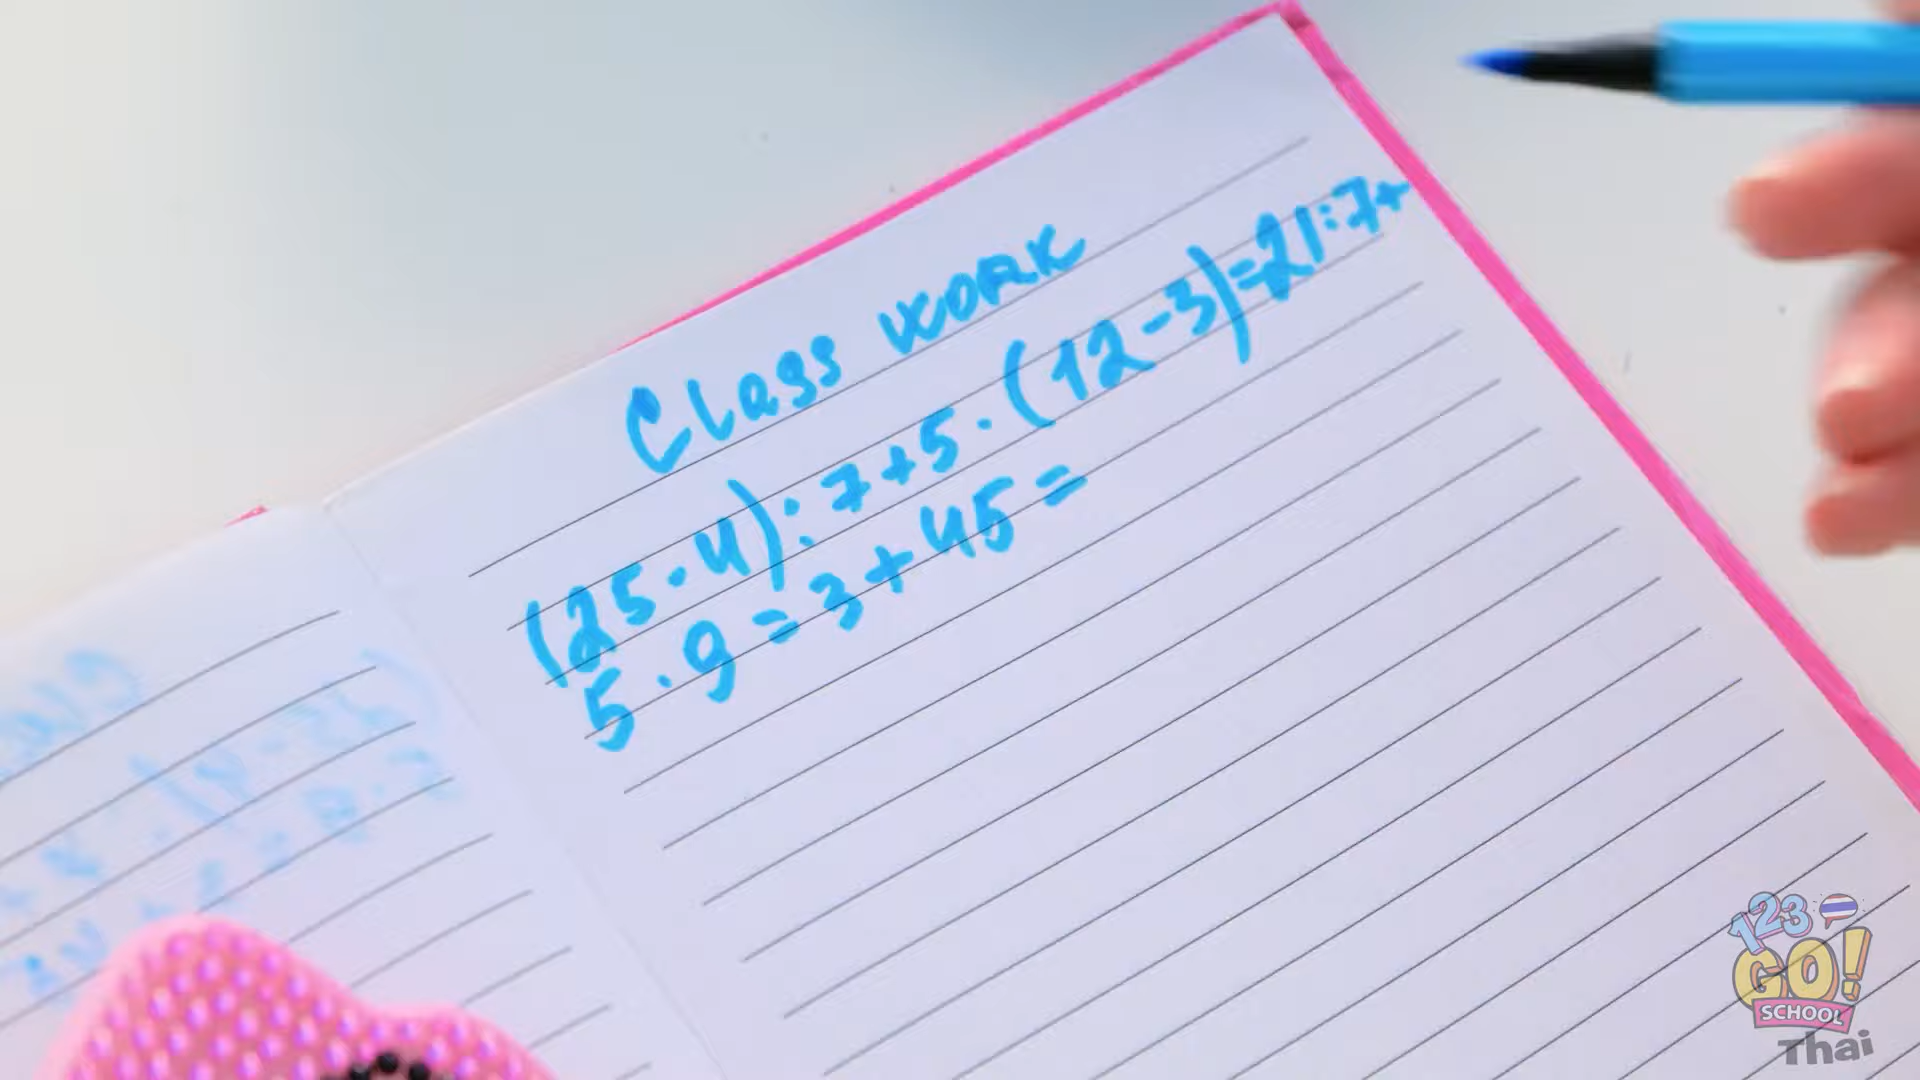 Class work
(25·4):7+5·(12-3)=21:7+
5·9=3+45=
123
GO!
SCHOOL
Thai